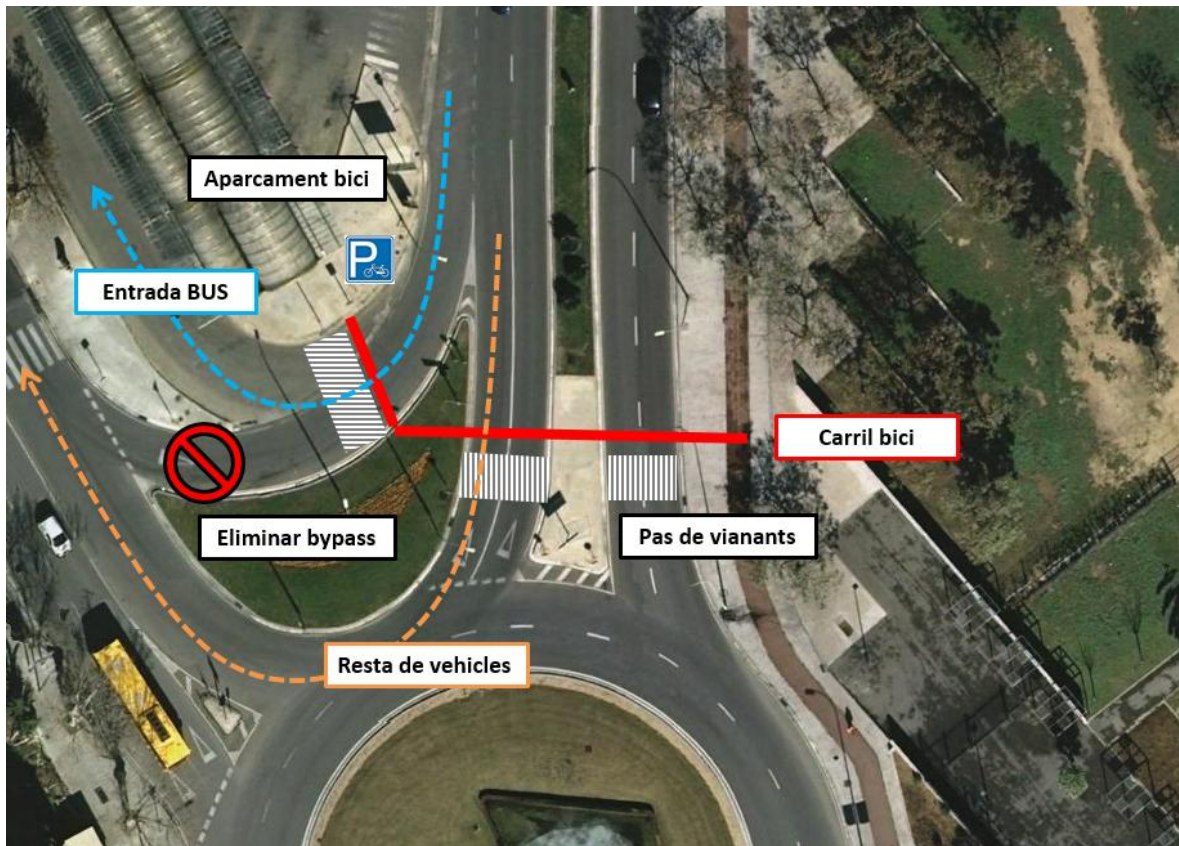 Aparcament bici
P
Entrada BUS
Carril bici
Eliminar bypass
Pas de vianants
Resta de vehicles